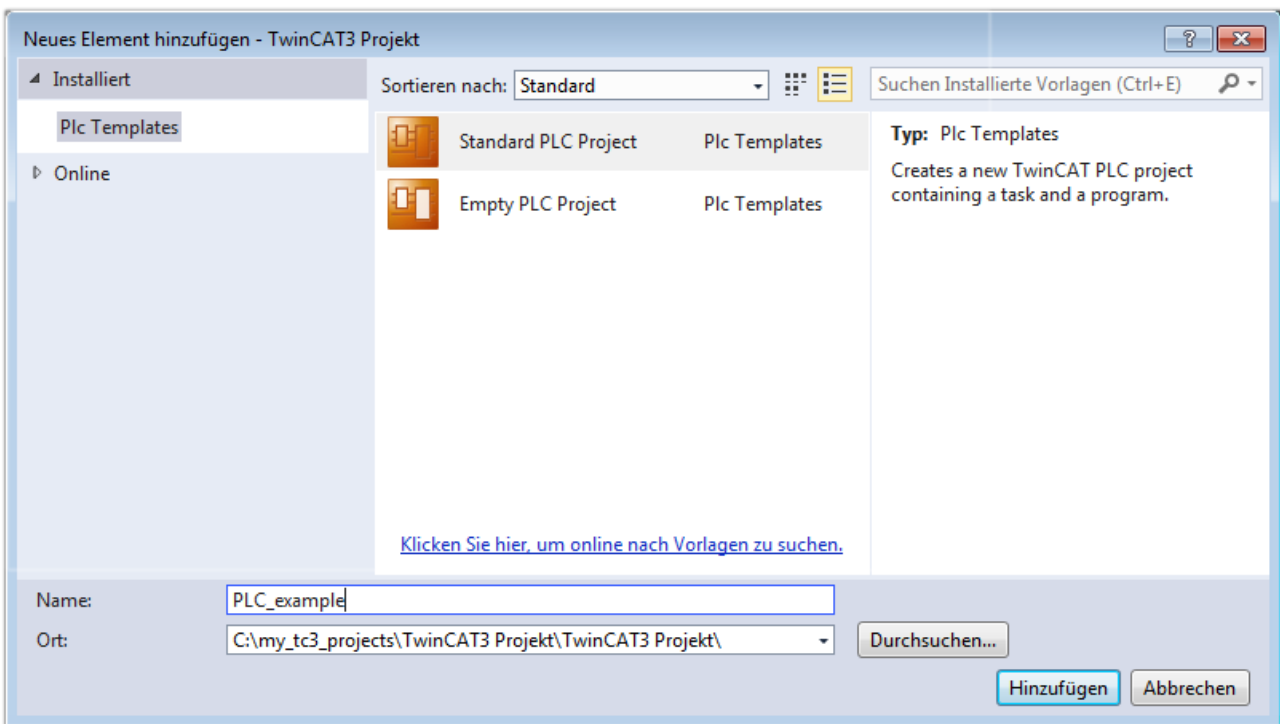 Neues Element hinzufügen - TwinCAT3 Projekt
Installiert
Plc Templates
Online
Sortieren nach: Standard
Standard PLC Project Plc Templates
Empty PLC Project Plc Templates
Klicken Sie hier, um online nach Vorlagen zu suchen.
Suchen Installierte Vorlagen (Ctrl+E)
Typ: Plc Templates
Creates a new TwinCAT PLC project
containing a task and a program.
Name: PLC_example
Ort: C:\my_tc3_projects\TwinCAT3 Projekt\TwinCAT3 Projekt\
Durchsuchen...
Hinzufügen Abbrechen